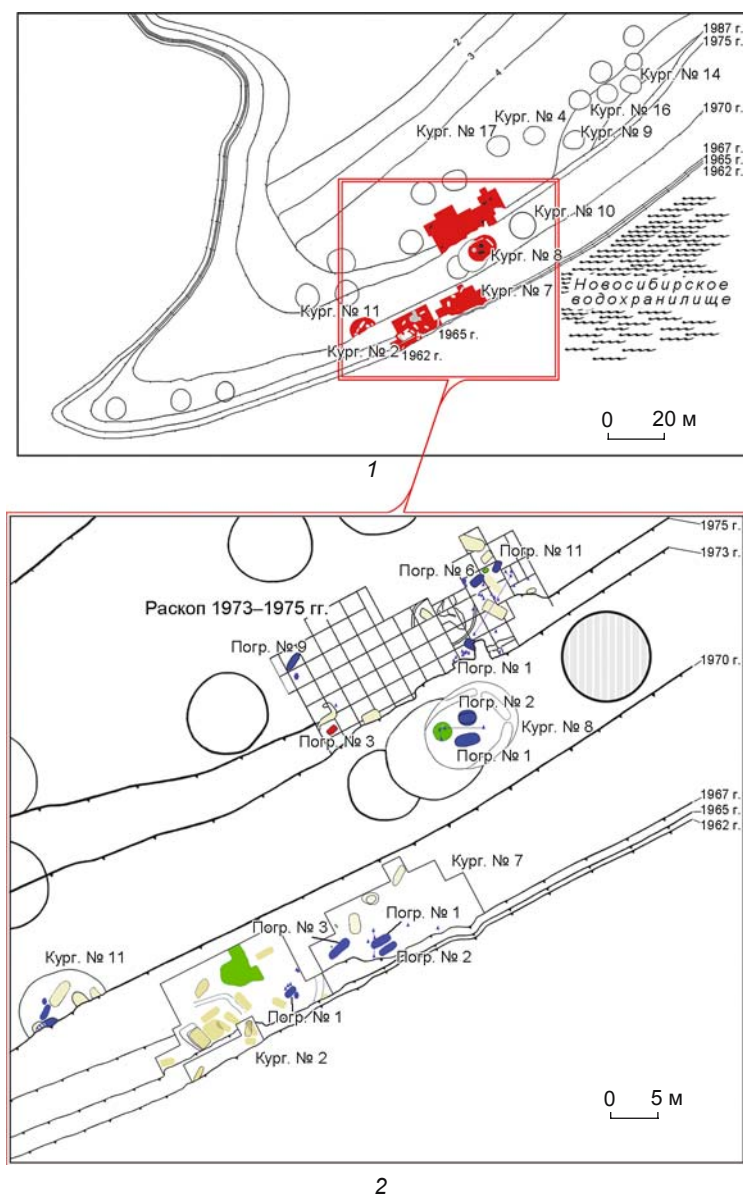 1987 г.
1975 г.
2
3
4
Кург. № 14
Кург. № 4
Кург. № 16
1970 г.
Кург. № 17
Кург. № 9
1967 г.
1965 г.
1962 г.
Кург. № 10
Кург. № 8
Новосибирское
водохранилище
Кург. № 7
Кург. № 11
1965 г.
Кург. № 2
1962 г.
0 20 м
1
1975 г.
Погр. № 11
1973 г.
Погр. № 6
Раскоп 1973–1975 гг.
Погр. № 9
Погр. № 1
1970 г.
Погр. № 2
Кург. № 8
Погр. № 3
Погр. № 1
1967 г.
1965 г.
1962 г.
Кург. № 7
Погр. № 3
Погр. № 1
Кург. № 11
Погр. № 2
Погр. № 1
Кург. № 2
0 5 м
2